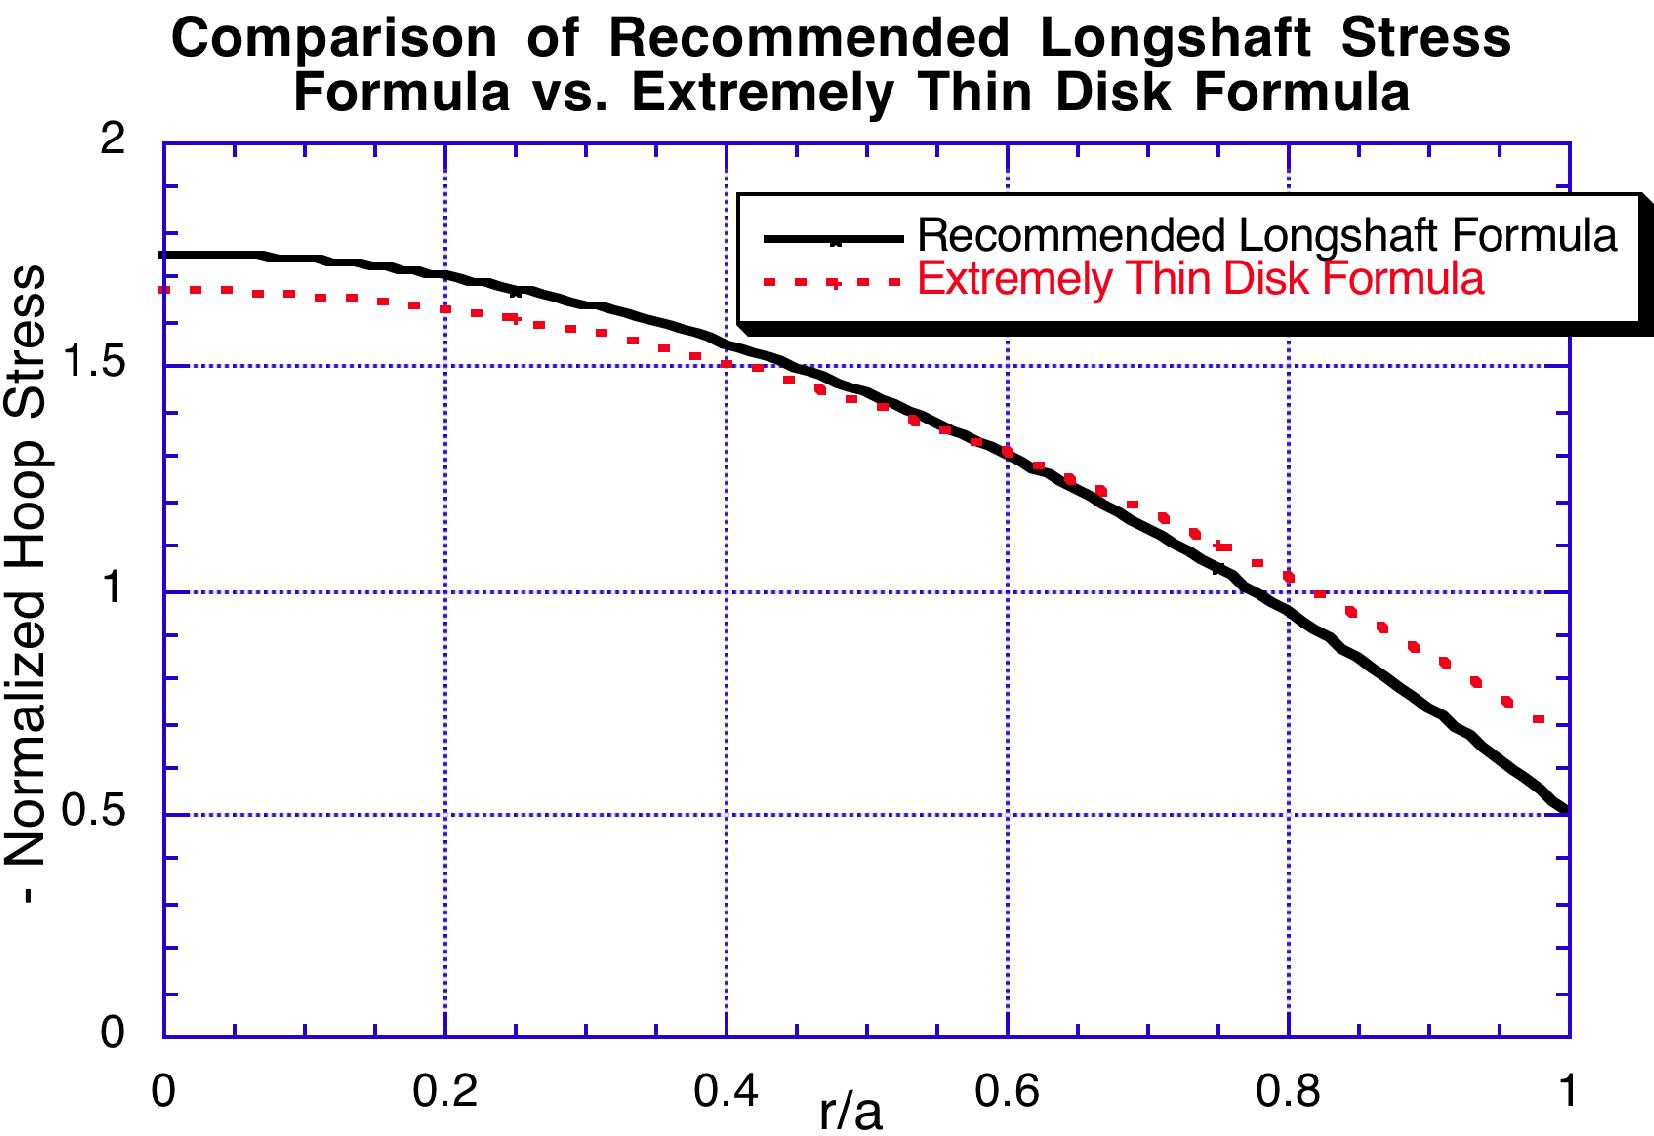 Comparison of Recommended Longshaft Stress
Formula vs. Extremely Thin Disk Formula
2
1.5
1
0.5
0
- Normalized Hoop Stress
Recommended Longshaft Formula
Extremely Thin Disk Formula
0
0.2
0.4
0.6
0.8
1
r/a